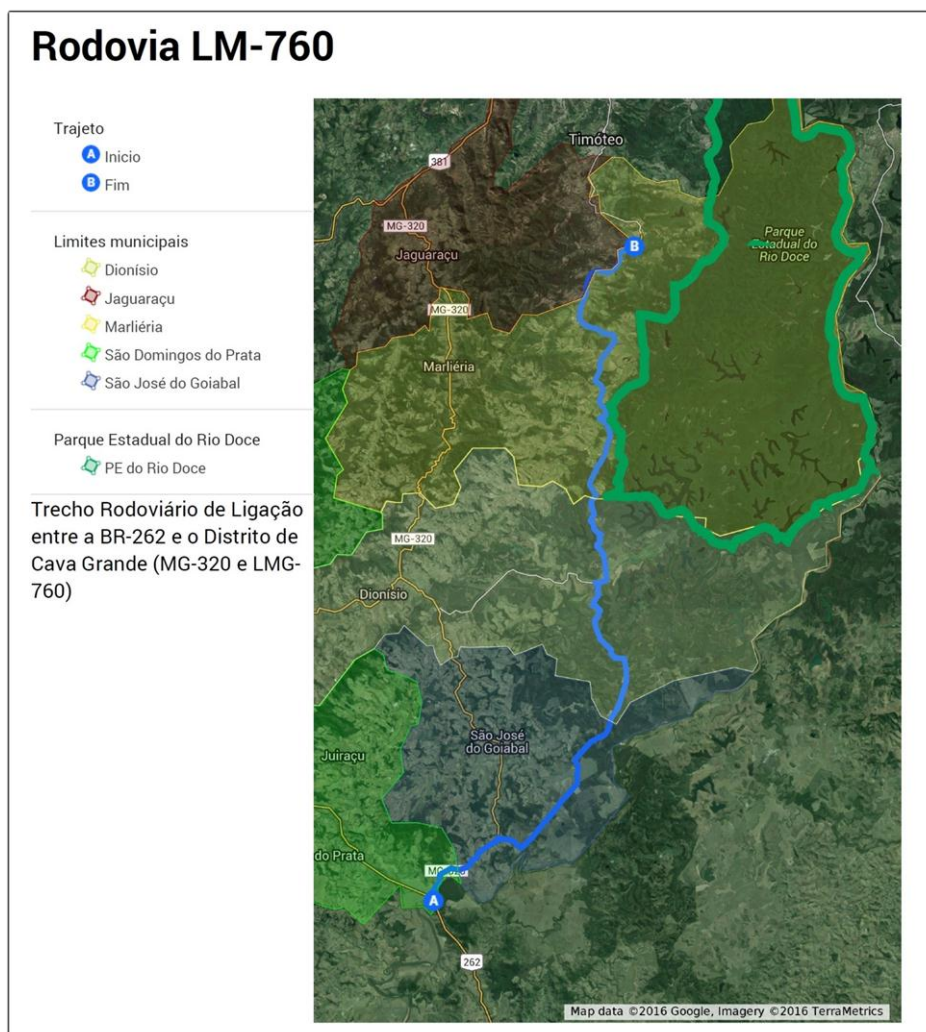 Rodovia LM-760
Trajeto
A Inicio
B Fim
Limites municipais
Dionísio
Jaguaraçu
Marliéria
São Domingos do Prata
São José do Goiabal
Parque Estadual do Rio Doce
PE do Rio Doce
Trecho Rodoviário de Ligação
entre a BR-262 e o Distrito de
Cava Grande (MG-320 e LMG-
760)
Timóteo
381
MG-320
Jaguaraçu
Parque
Estadual do
Rio Doce
B
MG-320
Marliéria
MG-320
Dionísio
São José
do Goiabal
Juiraçu
do Prata
A
262
Map data ©2016 Google, Imagery ©2016 TerraMetrics